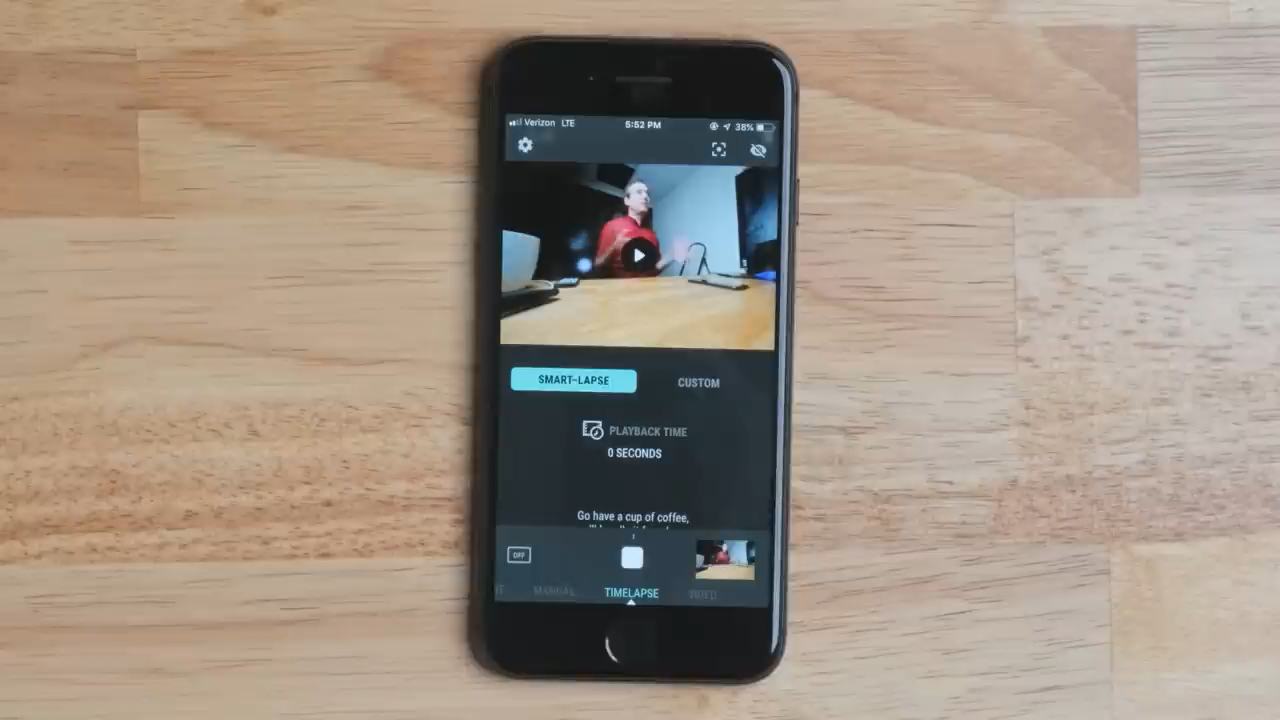 Verizon LTE 5:52 PM 38%
SMART-LAPSE CUSTOM
PLAYBACK TIME
0 SECONDS
Go have a cup of coffee,
OFF
MANUAL TIMELAPSE VIDEO